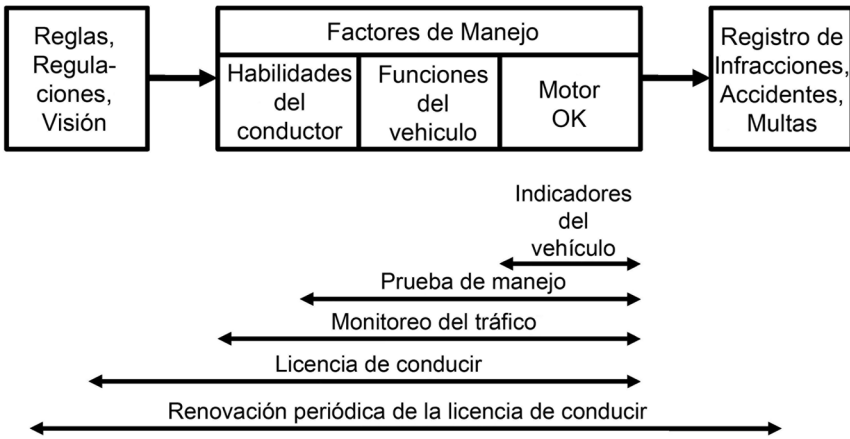 Reglas,
Regula-
ciones,
Visión
Factores de Manejo
Habilidades
del
conductor
Funciones
del
vehiculo
Motor
OK
Registro de
Infracciones,
Accidentes,
Multas
Indicadores
del
vehículo
Prueba de manejo
Monitoreo del tráfico
Licencia de conducir
Renovación periódica de la licencia de conducir